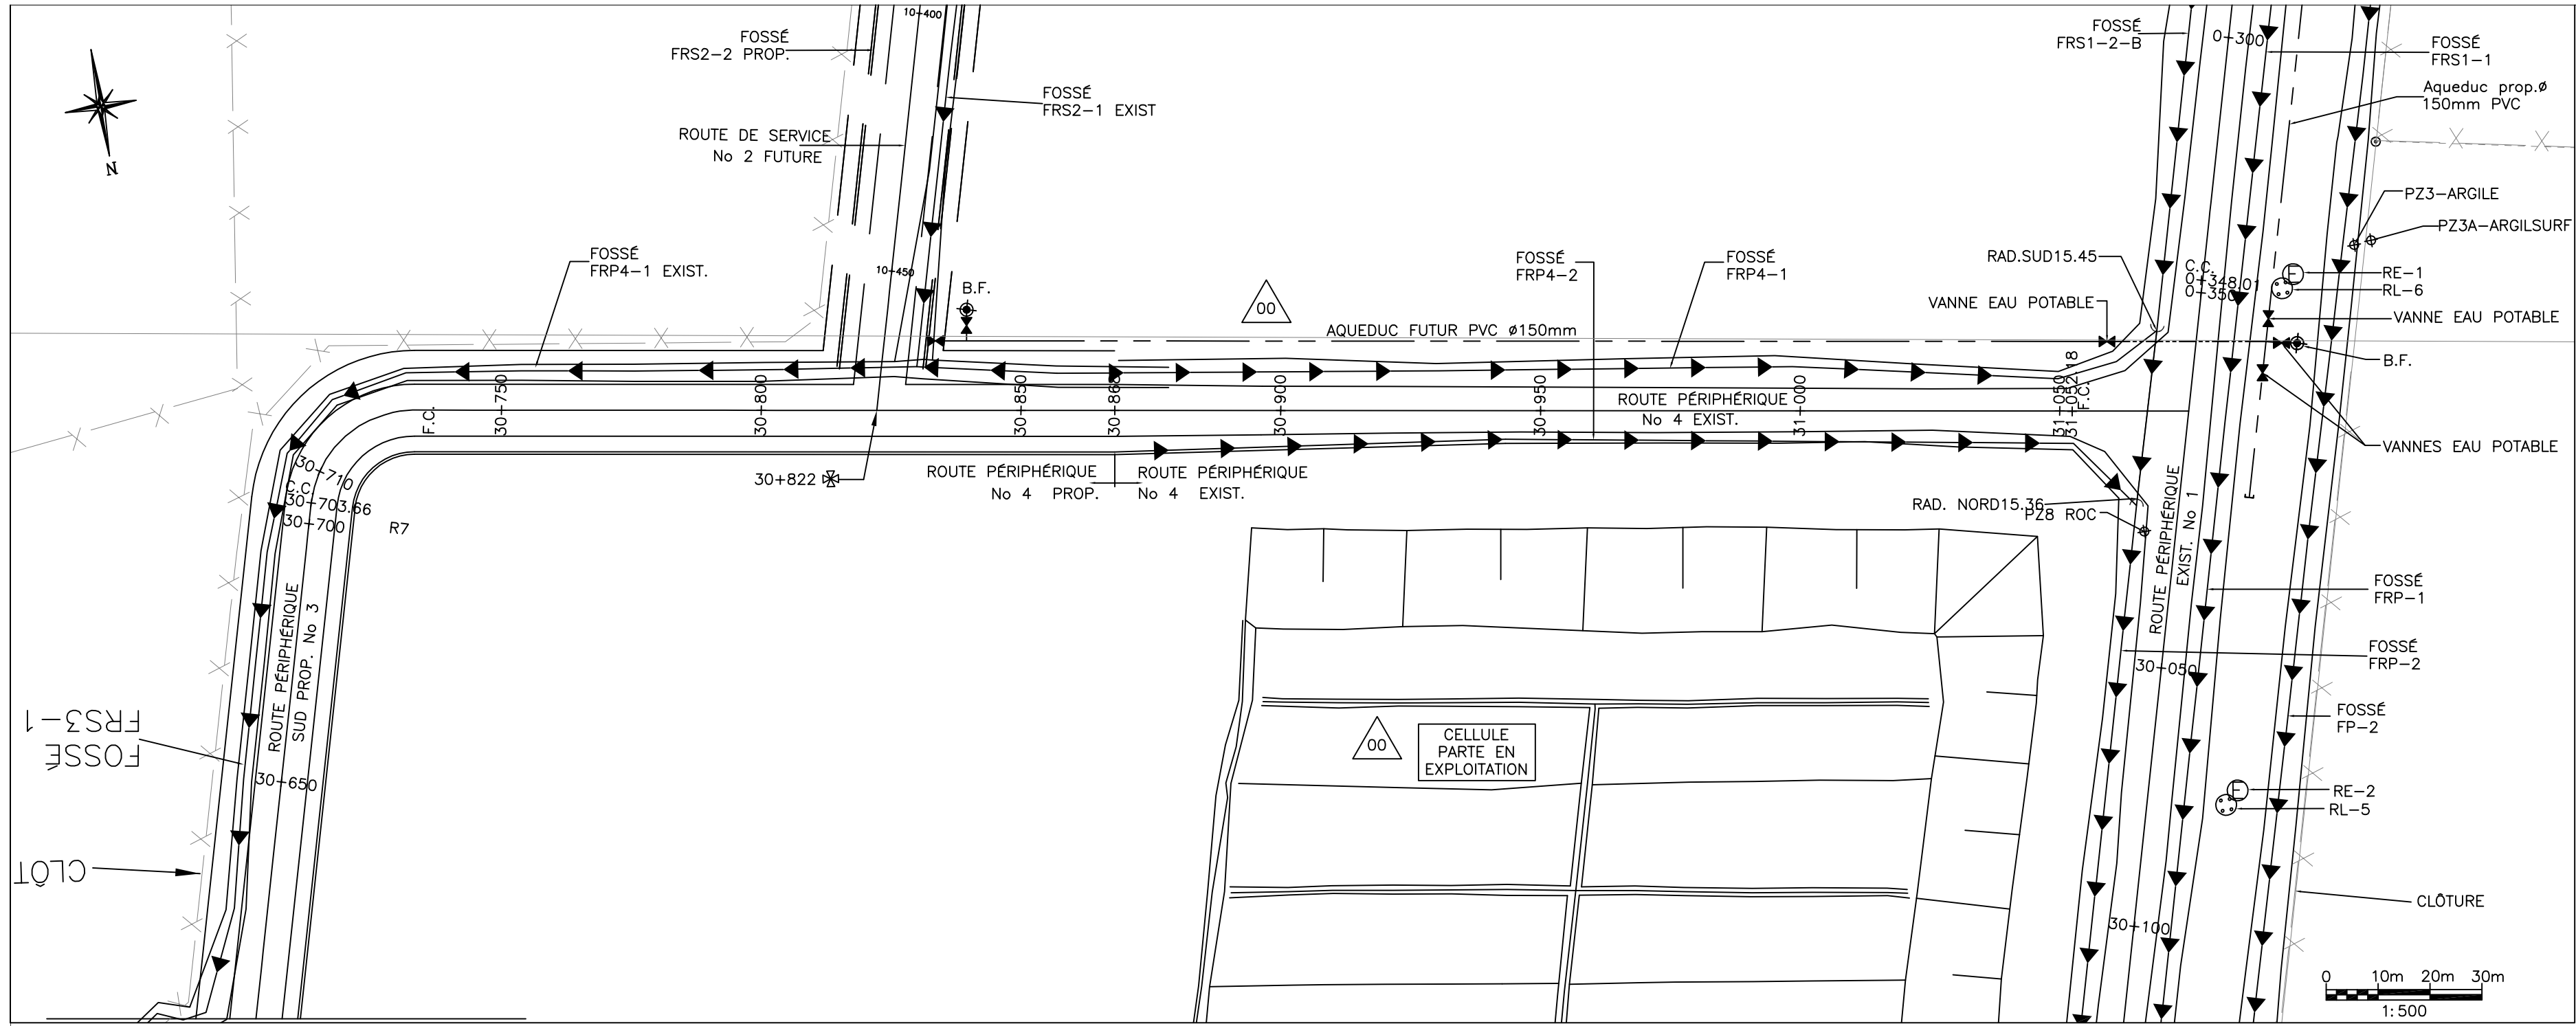 10-400
FOSSÉ
FRS2-2 PROP.
FOSSÉ
FRS1-2-B
0+300
FOSSÉ
FRS1-1
FOSSÉ
FRS2-1 EXIST
Aqueduc prop.ø
150mm PVC
ROUTE DE SERVICE
No 2 FUTURE
N
PZ3-ARGILE
PZ3A-ARGILSURF
FOSSÉ
FRP4-1 EXIST.
10-450
B.F.
00
FOSSÉ
FRP4-2
FOSSÉ
FRP4-1
RAD.SUD15.45
C.C.
0+348.01
0+350
RE-1
RL-6
VANNE EAU POTABLE
VANNE EAU POTABLE
AQUEDUC FUTUR PVC ø150mm
B.F.
F.C.
30-750
30-800
30-850
30-868
30-900
30-950
31-000
31-050
31-052.18
F.C.
ROUTE PÉRIPHÉRIQUE
No 4 EXIST.
VANNES EAU POTABLE
30+822
ROUTE PÉRIPHÉRIQUE
No 4 PROP.
ROUTE PÉRIPHÉRIQUE
No 4 EXIST.
30-710
C.C.
30-703.66
30-700
R7
RAD. NORD15.36
PZ8 ROC
ROUTE PÉRIPHÉRIQUE
EXIST. No 1
FOSSÉ
FRP-1
ROUTE PÉRIPHÉRIQUE
SUD PROP. No 3
FOSSÉ
FRP-2
30-050
FOSSÉ
FRS3-1
00
CELLULE
PARTE EN
EXPLOITATION
FOSSÉ
FP-2
30+650
RE-2
RL-5
CLÔT
CLÔTURE
30+100
0 10m 20m 30m
1:500